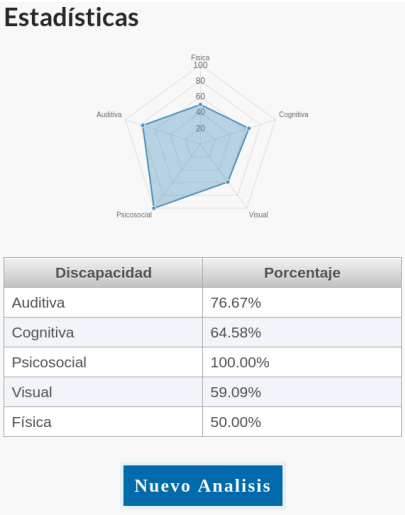 Estadísticas
Fisica
100
80
60
40
20
Auditiva
Cognitiva
Psicosocial
Visual
Discapacidad Porcentaje
Auditiva 76.67%
Cognitiva 64.58%
Psicosocial 100.00%
Visual 59.09%
Física 50.00%
Nuevo Analisis